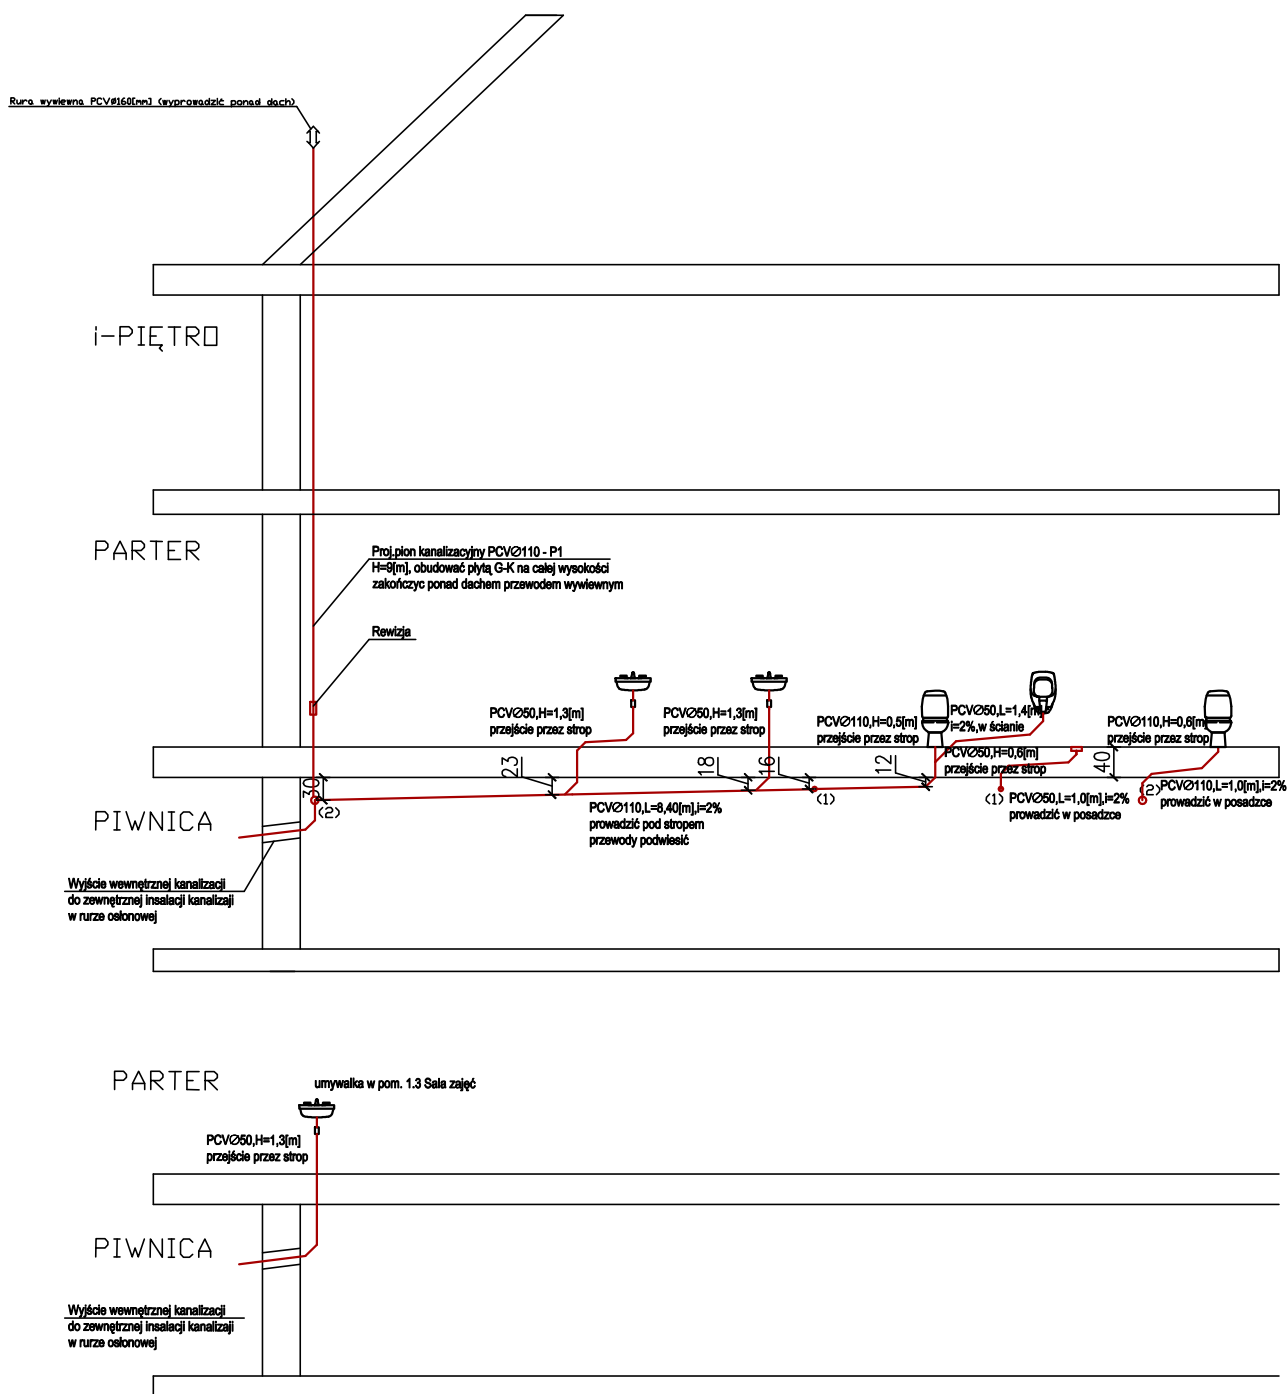 Rura wywiewna PCVØ160[mm] (wyprowadzić ponad dach)
i-PIĘTRO
PARTER
Proj.pion kanalizacyjny PCVØ110 - P1
H=9[m], obudować płytą G-K na całej wysokości
zakończyc ponad dachem przewodem wywiewnym
Rewizja
PCVØ50,H=1,3[m]
przejście przez strop
PCVØ50,H=1,3[m]
przejście przez strop
PCVØ110,H=0,5[m]
przejście przez strop
PCVØ50,L=1,4[m]
i=2%,w ścianie
PCVØ110,H=0,6[m]
przejście przez strop
PCVØ50,H=0,6[m]
przejście przez strop
30
23
18
16
12
40
(2)
(1)
(1)
(2)
PIWNICA
PCVØ110,L=8,40[m],i=2%
prowadzić pod stropem
przewody podwiesić
PCVØ50,L=1,0[m],i=2%
prowadzić w posadzce
PCVØ110,L=1,0[m],i=2%
prowadzić w posadzce
Wyjście wewnętrznej kanalizacji
do zewnętrznej insalacji kanalizaji
w rurze osłonowej
PARTER
umywalka w pom. 1.3 Sala zajęć
PCVØ50,H=1,3[m]
przejście przez strop
PIWNICA
Wyjście wewnętrznej kanalizacji
do zewnętrznej insalacji kanalizaji
w rurze osłonowej